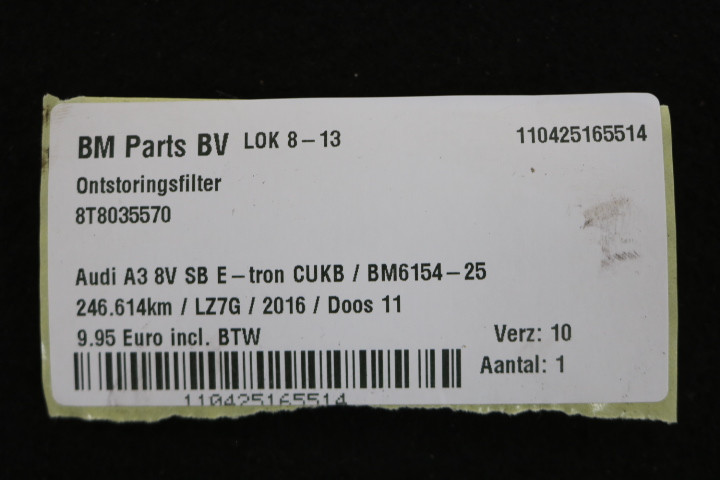 BM Parts BV LOK 8-13 110425165514
Ontstoringsfilter
8T8035570
Audi A3 8V SB E-tron CUKB / BM6154-25
246.614km / LZ7G / 2016 / Doos 11
9.95 Euro incl. BTW Verz: 10
Aantal: 1
110425165514